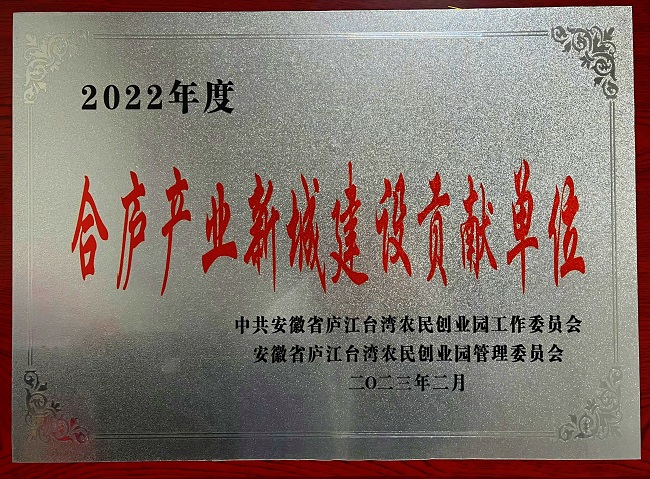 2022年度
合庐产业新城建设贡献单位
中共安徽省庐江台湾农民创业园工作委员会
安徽省庐江台湾农民创业园管理委员会
二〇二三年二月